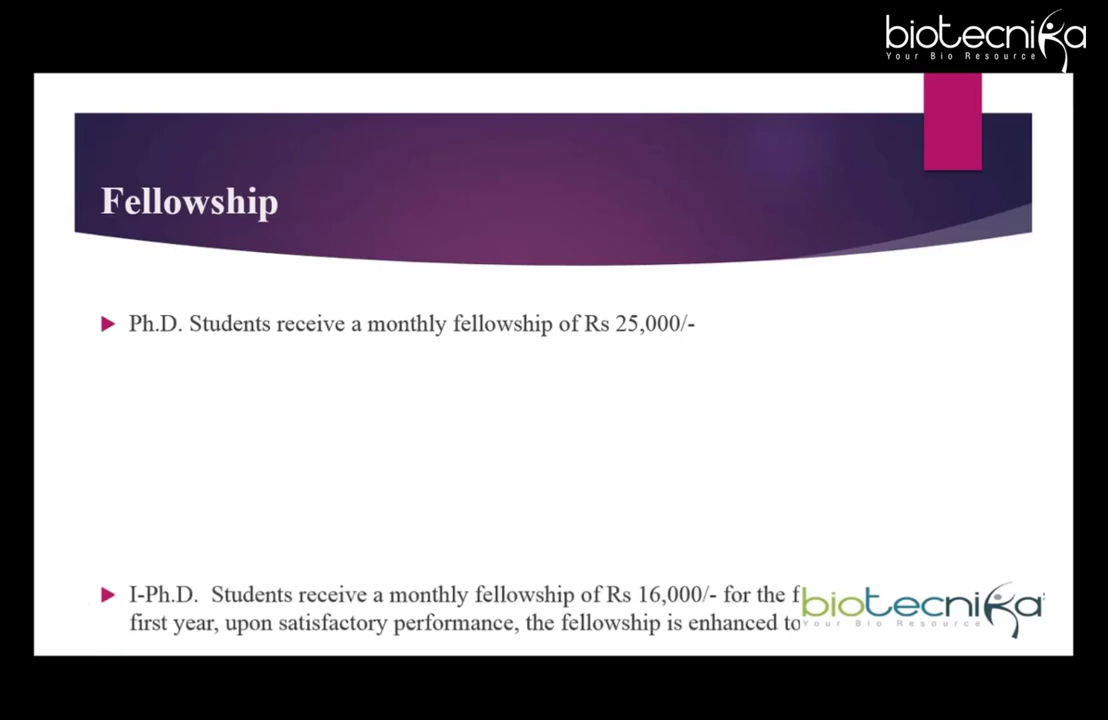 biotecnika
Your Bio Resource
Fellowship
Ph.D. Students receive a monthly fellowship of Rs 25,000/-
I-Ph.D. Students receive a monthly fellowship of Rs 16,000/- for the
first year, upon satisfactory performance, the fellowship is enhanced to
biotecnika
Your Bio Resource